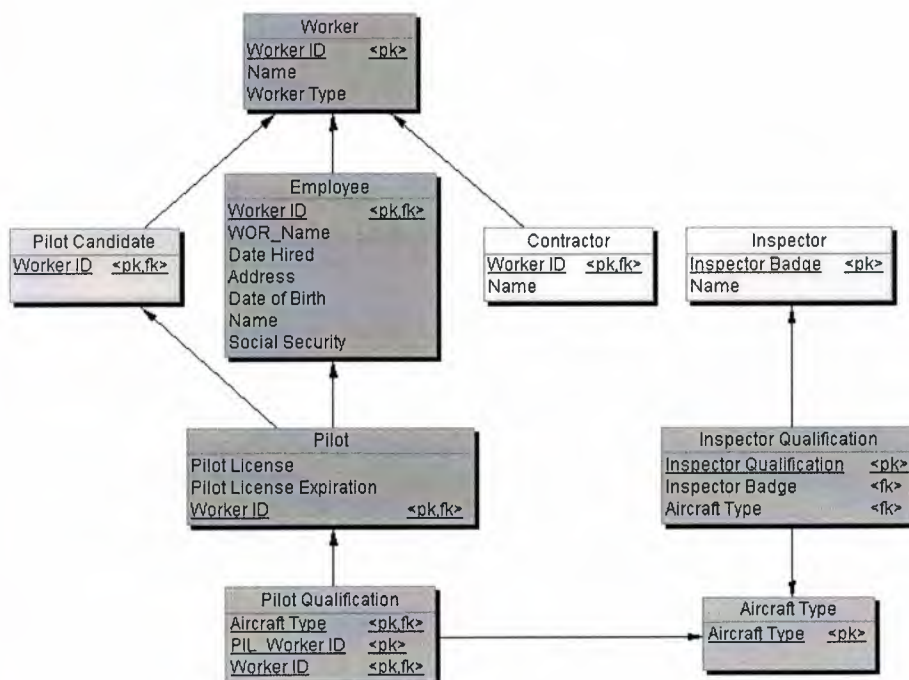 Worker
Worker ID <pk>
Name
Worker Type
Employee
Worker ID <pk,fk>
WOR_Name
Date Hired
Address
Date of Birth
Name
Social Security
Pilot Candidate
Worker ID <pk,fk>
Contractor
Worker ID <pk,fk>
Name
Inspector
Inspector Badge <pk>
Name
Pilot
Pilot License
Pilot License Expiration
Worker ID <pk,fk>
Inspector Qualification
Inspector Qualification <pk>
Inspector Badge <fk>
Aircraft Type <fk>
Pilot Qualification
Aircraft Type <pk,fk>
PIL_Worker ID <pk>
Worker ID <pk,fk>
Aircraft Type
Aircraft Type <pk>